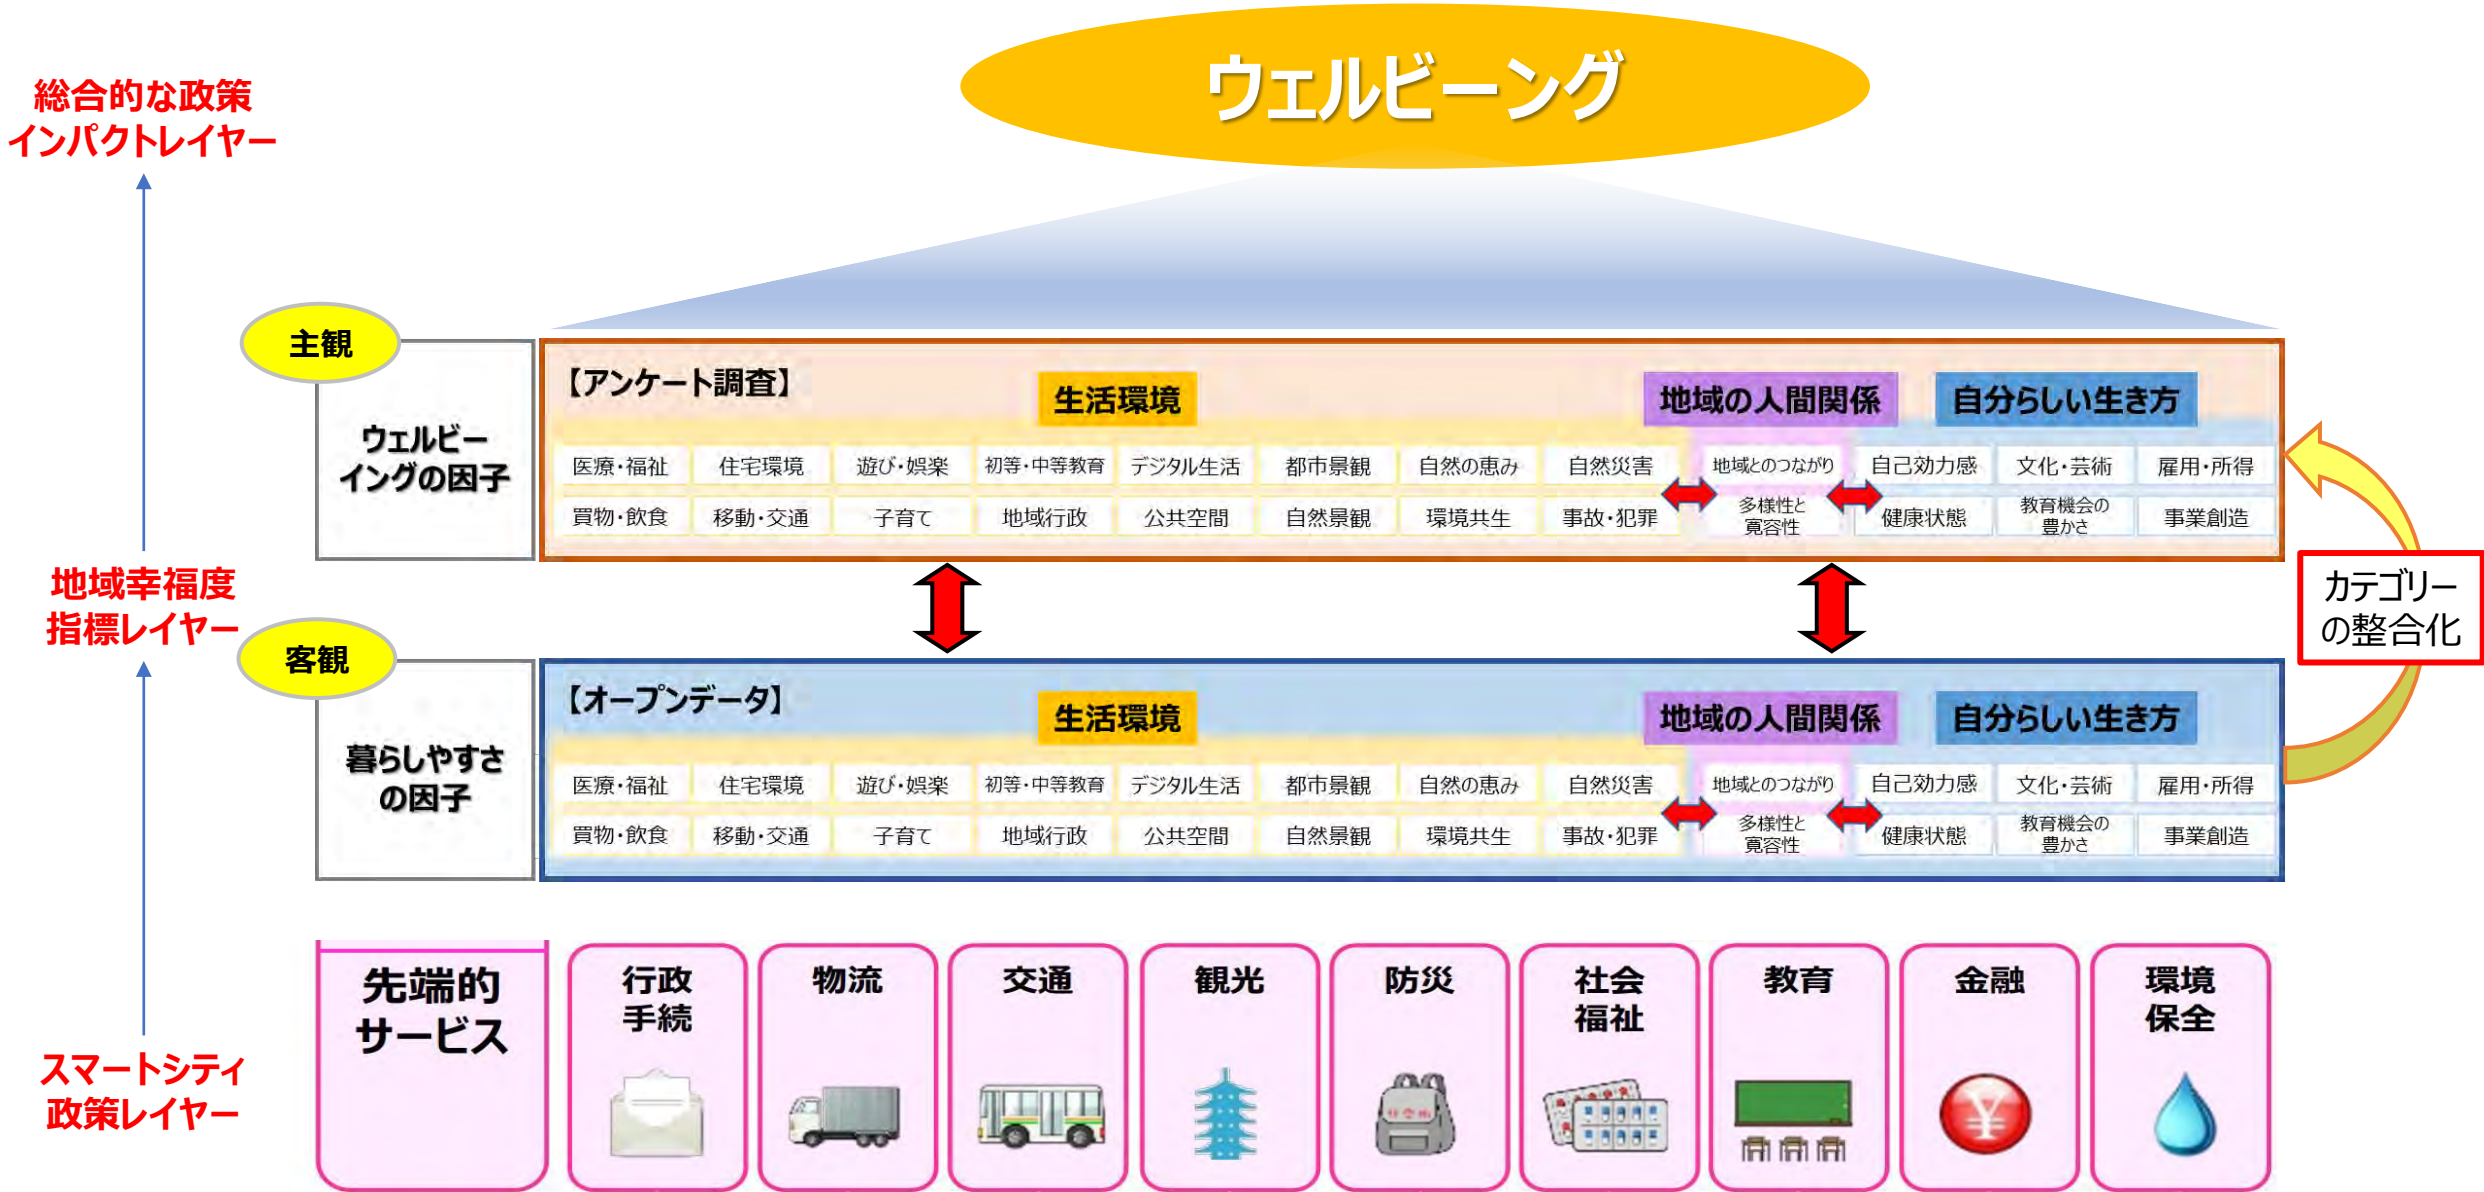 ウェルビーング
総合的な政策
インパクトレイヤー
主観
ウェルビー
イングの因子
【アンケート調査】
生活環境
地域の人間関係
自分らしい生き方
医療・福祉
住宅環境
遊び・娯楽
初等・中等教育
デジタル生活
都市景観
自然の恵み
自然災害
地域とのつながり
自己効力感
文化・芸術
雇用・所得
買物・飲食
移動・交通
子育て
地域行政
公共空間
自然景観
環境共生
事故・犯罪
多様性と
寛容性
健康状態
教育機会の
豊かさ
事業創造
地域幸福度
指標レイヤー
カテゴリー
の整合化
客観
暮らしやすさ
の因子
【オープンデータ】
生活環境
地域の人間関係
自分らしい生き方
医療・福祉
住宅環境
遊び・娯楽
初等・中等教育
デジタル生活
都市景観
自然の恵み
自然災害
地域とのつながり
自己効力感
文化・芸術
雇用・所得
買物・飲食
移動・交通
子育て
地域行政
公共空間
自然景観
環境共生
事故・犯罪
多様性と
寛容性
健康状態
教育機会の
豊かさ
事業創造
スマートシティ
政策レイヤー
先端的
サービス
行政
手続
物流
交通
観光
防災
社会
福祉
教育
金融
環境
保全
¥